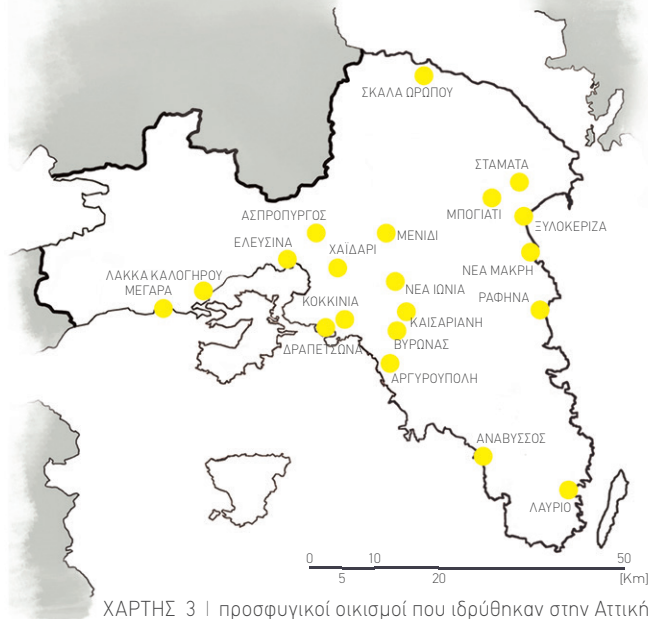 ΣΚΑΛΑ ΩΡΩΠΟΥ
ΣΤΑΜΑΤΑ
ΜΠΟΓΙΑΤΙ
ΑΣΠΡΟΠΥΡΓΟΣ
ΞΥΛΟΚΕΡΙΖΑ
ΜΕΝΙΔΙ
ΕΛΕΥΣΙΝΑ
ΧΑΪΔΑΡΙ
ΝΕΑ ΜΑΚΡΗ
ΛΑΚΚΑ ΚΑΛΟΓΗΡΟΥ
ΜΕΓΑΡΑ
ΝΕΑ ΙΩΝΙΑ
ΡΑΦΗΝΑ
ΚΟΚΚΙΝΙΑ
ΚΑΙΣΑΡΙΑΝΗ
ΔΡΑΠΕΤΣΩΝΑ
ΒΥΡΩΝΑΣ
ΑΡΓΥΡΟΥΠΟΛΗ
ΑΝΑΒΥΣΣΟΣ
ΛΑΥΡΙΟ
0 10 50
5 20 [Km]
ΧΑΡΤΗΣ 3 | προσφυγικοί οικισμοί που ιδρύθηκαν στην Αττική